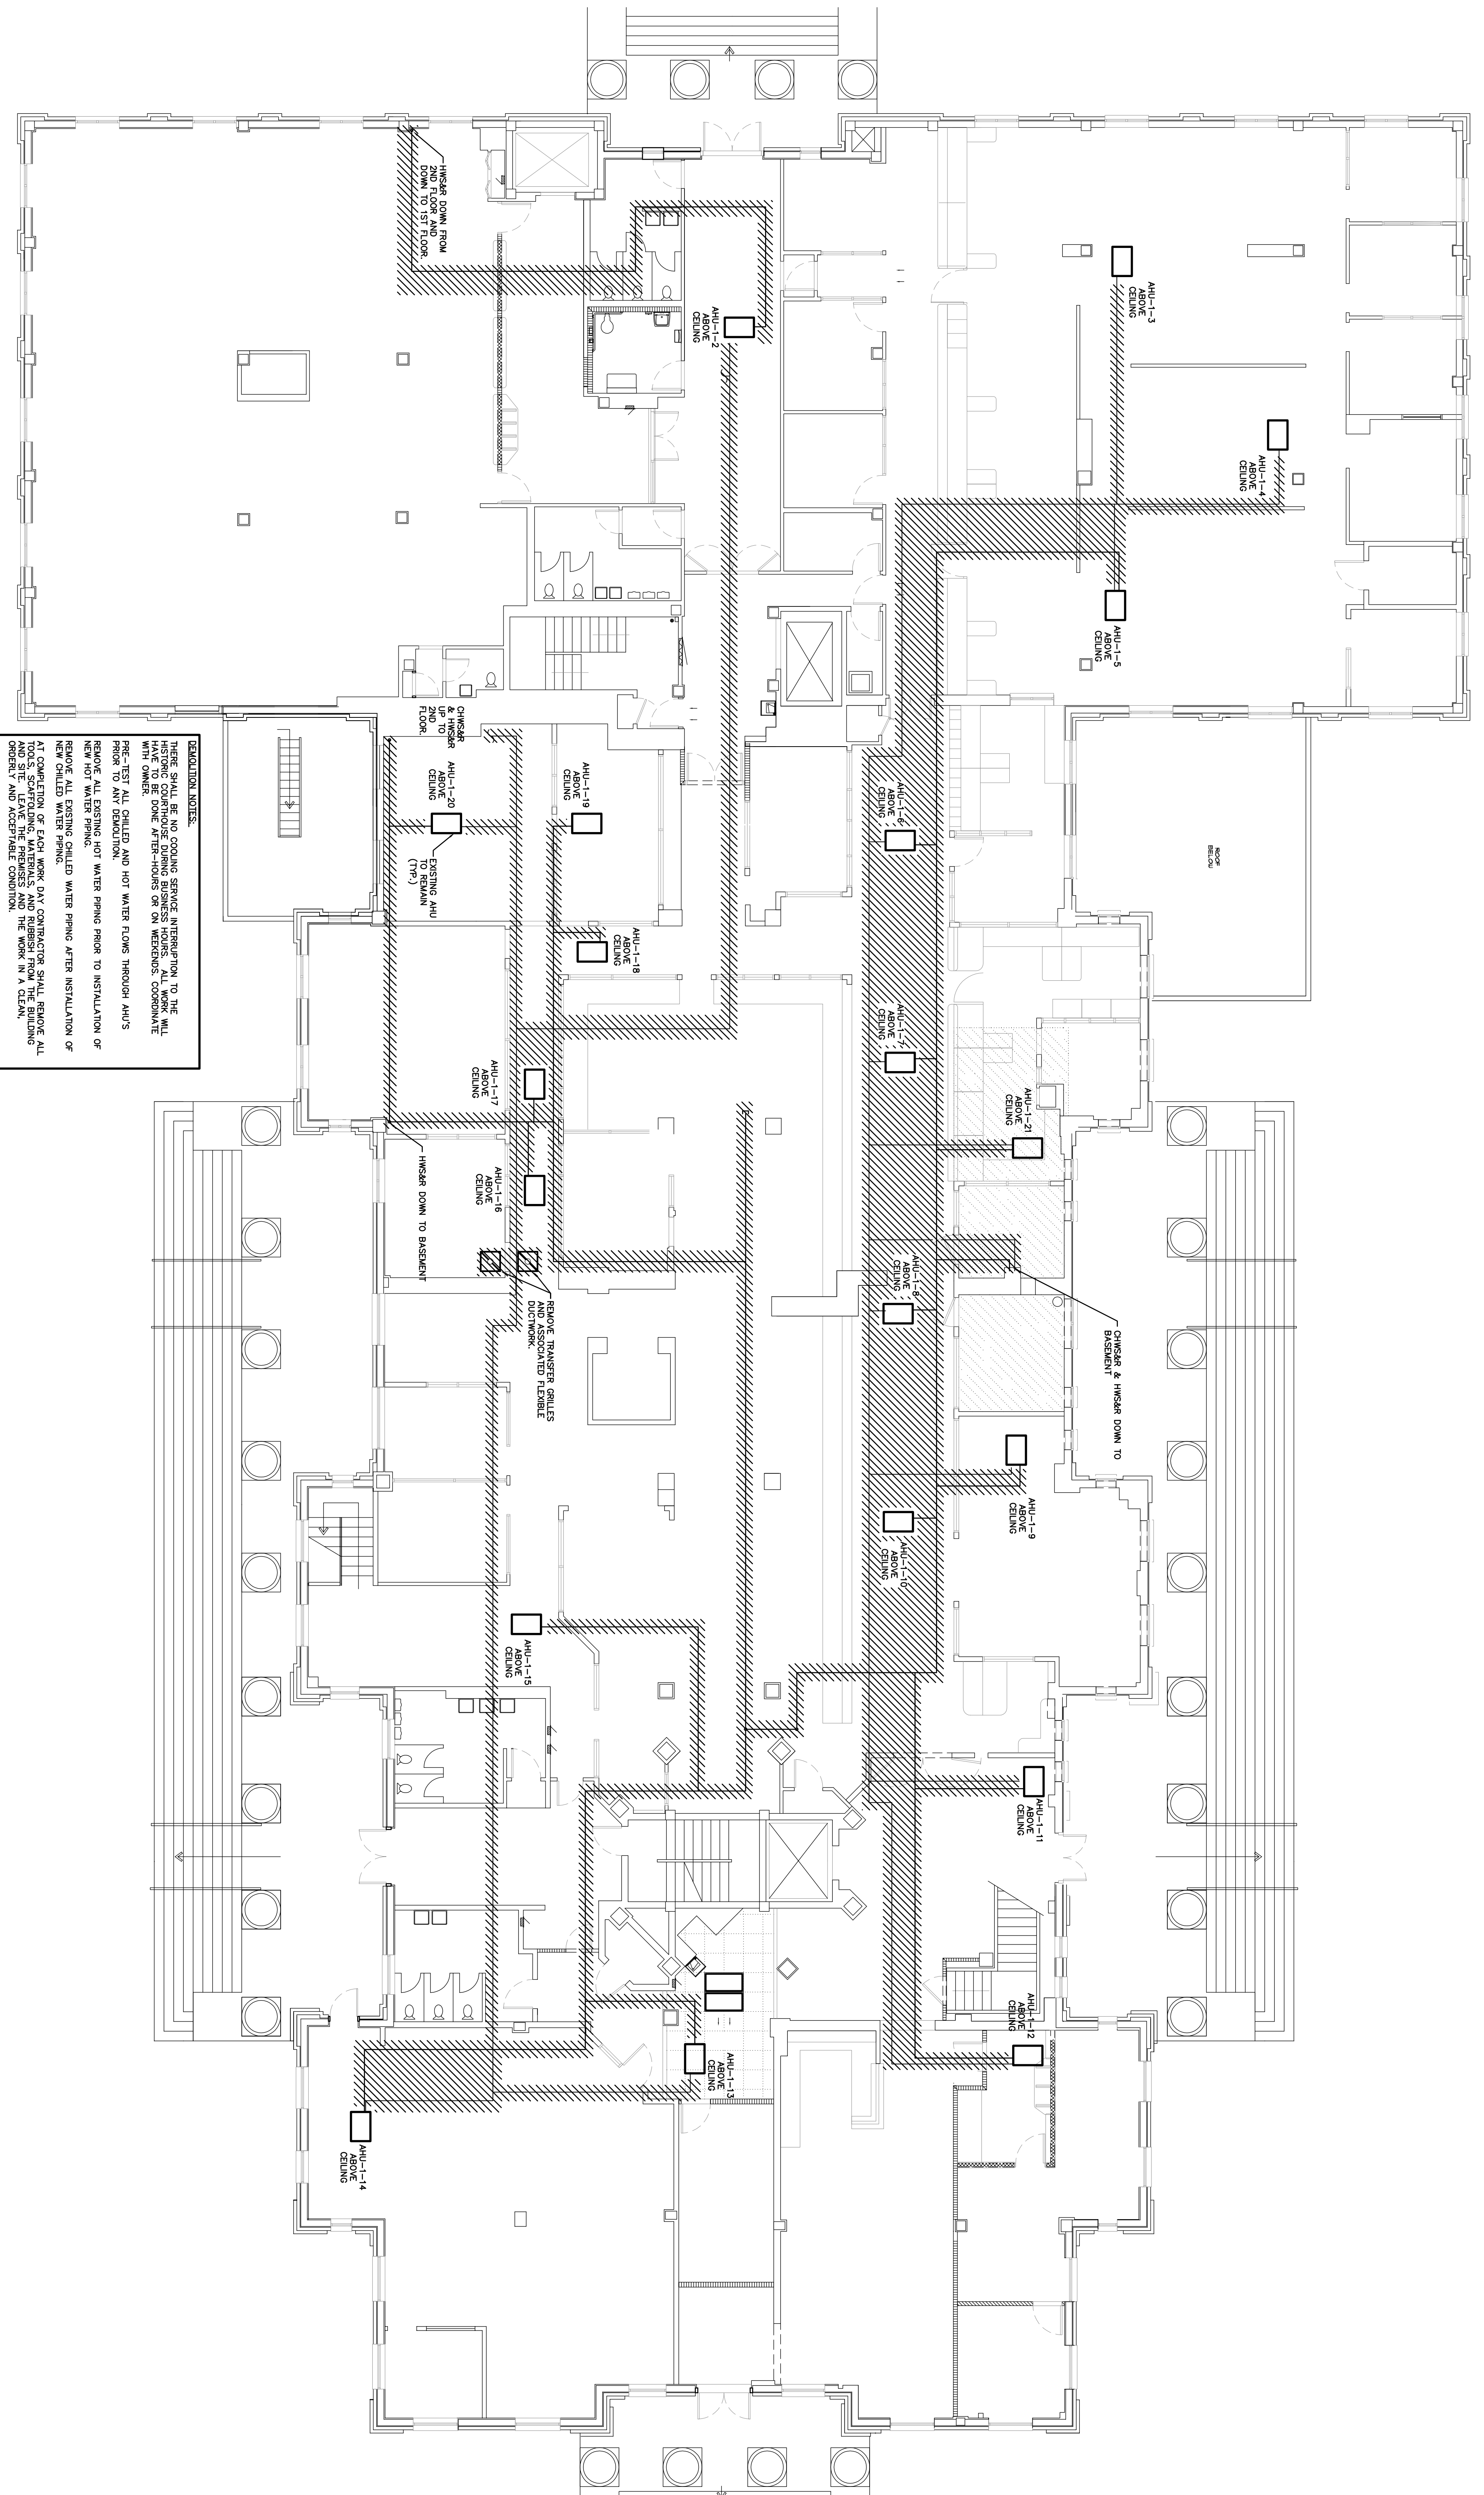 HWS&R DOWN FROM
2ND FLOOR AND
DOWN TO 1ST FLOOR.
AHU-1-2
ABOVE
CEILING
AHU-1-3
ABOVE
CEILING
AHU-1-4
ABOVE
CEILING
AHU-1-5
ABOVE
CEILING
ROOF
BELOW
CHWS&R
& HWS&R
UP TO
2ND
FLOOR.
AHU-1-20
ABOVE
CEILING
EXISTING AHU
TO REMAIN
(TYP.)
AHU-1-19
ABOVE
CEILING
AHU-1-18
ABOVE
CEILING
AHU-1-6
ABOVE
CEILING
AHU-1-7
ABOVE
CEILING
AHU-1-21
ABOVE
CEILING
AHU-1-17
ABOVE
CEILING
AHU-1-16
ABOVE
CEILING
HWS&R DOWN TO BASEMENT
REMOVE TRANSFER GRILLES
AND ASSOCIATED FLEXIBLE
DUCTWORK.
AHU-1-8
ABOVE
CEILING
CHWS&R & HWS&R DOWN TO
BASEMENT
AHU-1-9
ABOVE
CEILING
AHU-1-10
ABOVE
CEILING
AHU-1-15
ABOVE
CEILING
AHU-1-11
ABOVE
CEILING
AHU-1-12
ABOVE
CEILING
AHU-1-13
ABOVE
CEILING
AHU-1-14
ABOVE
CEILING
DEMOLITION NOTES:
THERE SHALL BE NO COOLING SERVICE INTERRUPTION TO THE
HISTORIC COURTHOUSE DURING BUSINESS HOURS. ALL WORK WILL
HAVE TO BE DONE AFTER-HOURS OR ON WEEKENDS. COORDINATE
WITH OWNER.
PRE-TEST ALL CHILLED AND HOT WATER FLOWS THROUGH AHU'S
PRIOR TO ANY DEMOLITION.
REMOVE ALL EXISTING HOT WATER PIPING PRIOR TO INSTALLATION OF
NEW HOT WATER PIPING.
REMOVE ALL EXISTING CHILLED WATER PIPING AFTER INSTALLATION OF
NEW CHILLED WATER PIPING.
AT COMPLETION OF EACH WORK DAY CONTRACTOR SHALL REMOVE ALL
TOOLS, SCAFFOLDING, MATERIALS, AND RUBBISH FROM THE BUILDING
AND SITE. LEAVE THE PREMISES AND THE WORK IN A CLEAN,
ORDERLY AND ACCEPTABLE CONDITION.